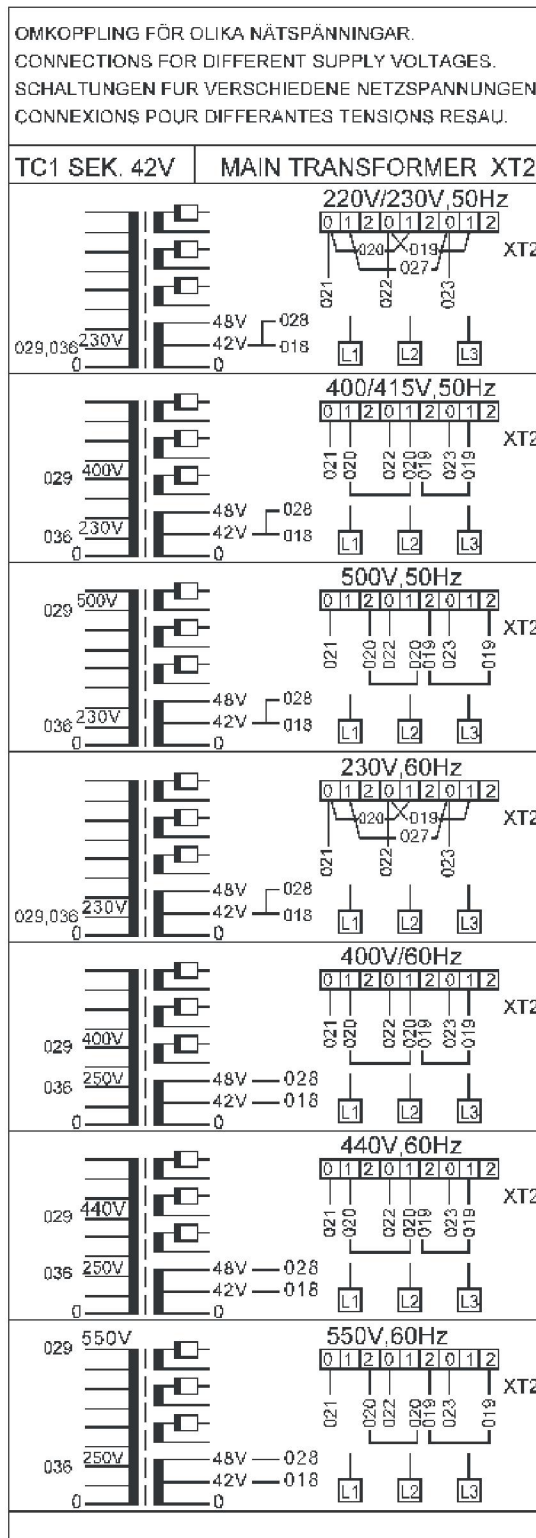 OMKOPPLING FÖR OLIKA NÄTSPÄNNINGAR.
CONNECTIONS FOR DIFFERENT SUPPLY VOLTAGES.
SCHALTUNGEN FUR VERSCHIEDENE NETZSPANNUNGEN
CONNEXIONS POUR DIFFERANTES TENSIONS RESAU.
TC1 SEK. 42V MAIN TRANSFORMER XT2
220V/230V,50Hz
0 1 2 0 1 2 0 1 2
XT2
020 019
027
021 022 023
48V 028
029,036 230V 42V 018
0 0
L1 L2 L3
400/415V,50Hz
0 1 2 0 1 2 0 1 2
XT2
021 020 022 020 019 023 019
029 400V
48V 028
036 230V 42V 018
0 0
L1 L2 L3
500V,50Hz
0 1 2 0 1 2 0 1 2
029 500V
XT2
021 020 022 020 019 023 019
48V 028
036 230V 42V 018
0 0
L1 L2 L3
230V,60Hz
0 1 2 0 1 2 0 1 2
XT2
020 019
027
021 022 023
48V 028
029,036 230V 42V 018
0 0
L1 L2 L3
400V/60Hz
0 1 2 0 1 2 0 1 2
XT2
021 020 022 020 019 023 019
029 400V
036 250V 48V 028
42V 018
0 0
L1 L2 L3
440V,60Hz
0 1 2 0 1 2 0 1 2
XT2
029 440V
021 020 022 020 019 023 019
036 250V 48V 028
42V 018
0 0
L1 L2 L3
029 550V 550V,60Hz
0 1 2 0 1 2 0 1 2
XT2
021 020 022 020 019 023 019
036 250V 48V 028
42V 018
0 0
L1 L2 L3